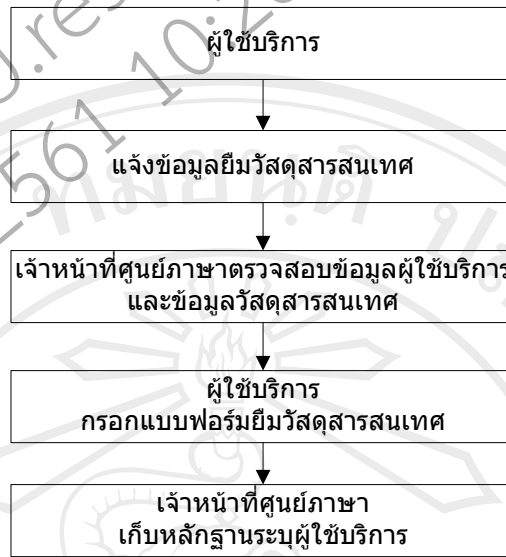 ผู้ใช้บริการ
แจ้งข้อมูลยืมวัสดุสารสนเทศ
เจ้าหน้าที่ศูนย์ภาษาตรวจสอบข้อมูลผู้ใช้บริการ
และข้อมูลวัสดุสารสนเทศ
ผู้ใช้บริการ
กรอกแบบฟอร์มยืมวัสดุสารสนเทศ
เจ้าหน้าที่ศูนย์ภาษา
เก็บหลักฐานระบุผู้ใช้บริการ